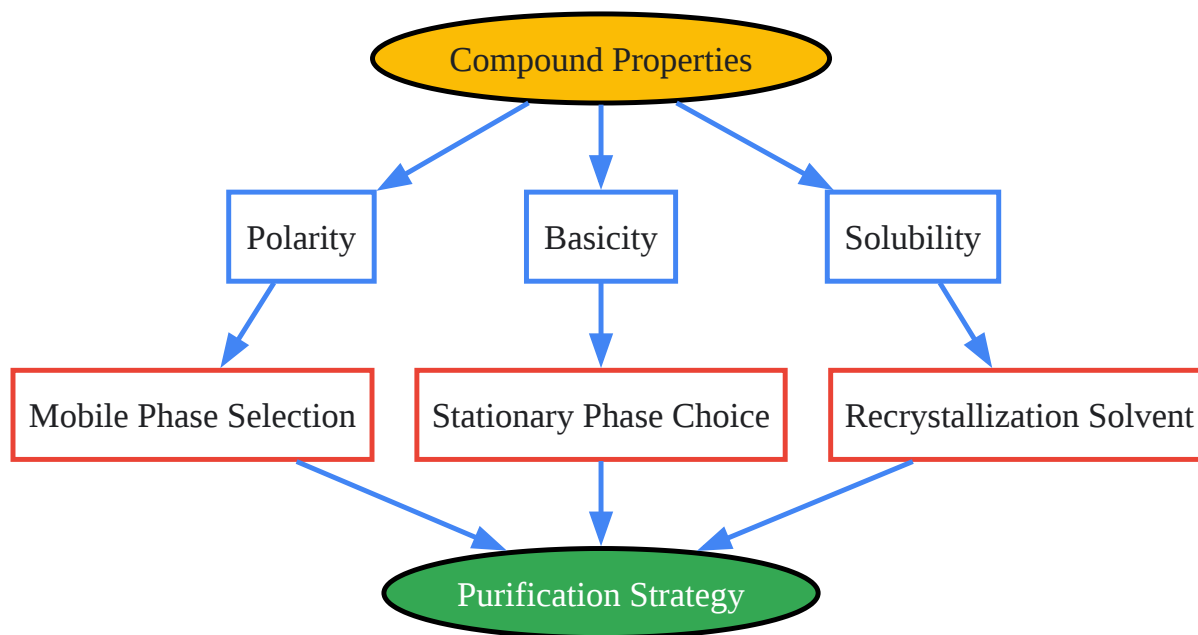 Compound Properties
Polarity
Basicity
Solubility
Mobile Phase Selection
Stationary Phase Choice
Recrystallization Solvent
Purification Strategy